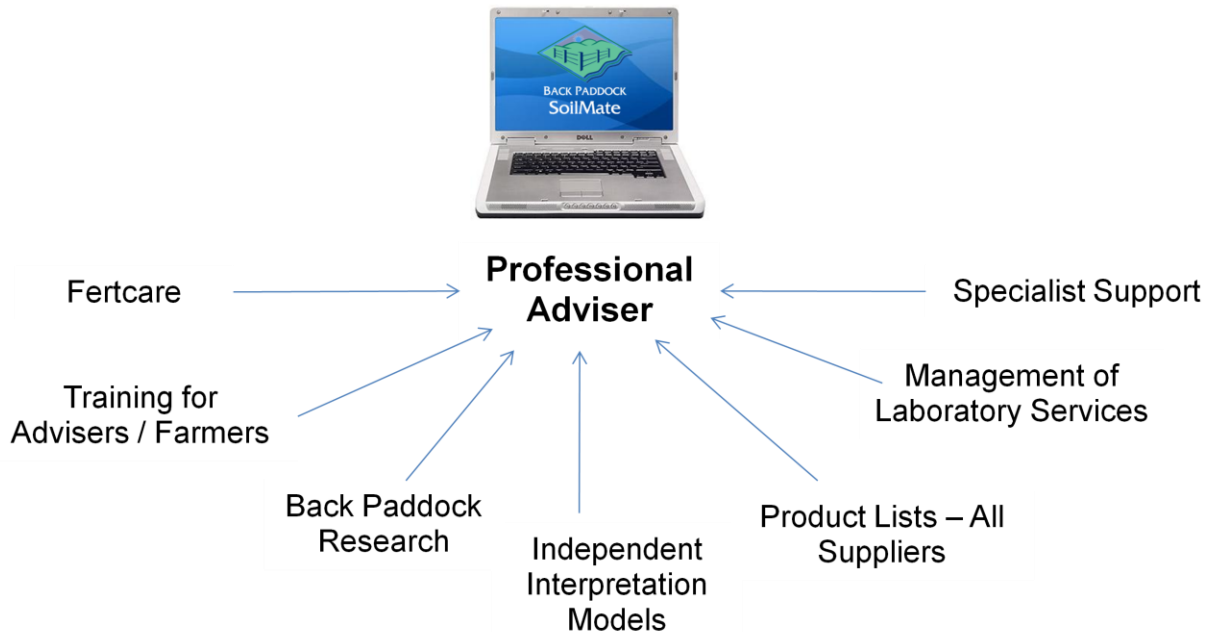 BACK PADDOCK
SoilMate
DELL
Professional
Adviser
Fertcare
Specialist Support
Training for
Advisers / Farmers
Management of
Laboratory Services
Back Paddock
Research
Product Lists – All
Suppliers
Independent
Interpretation
Models